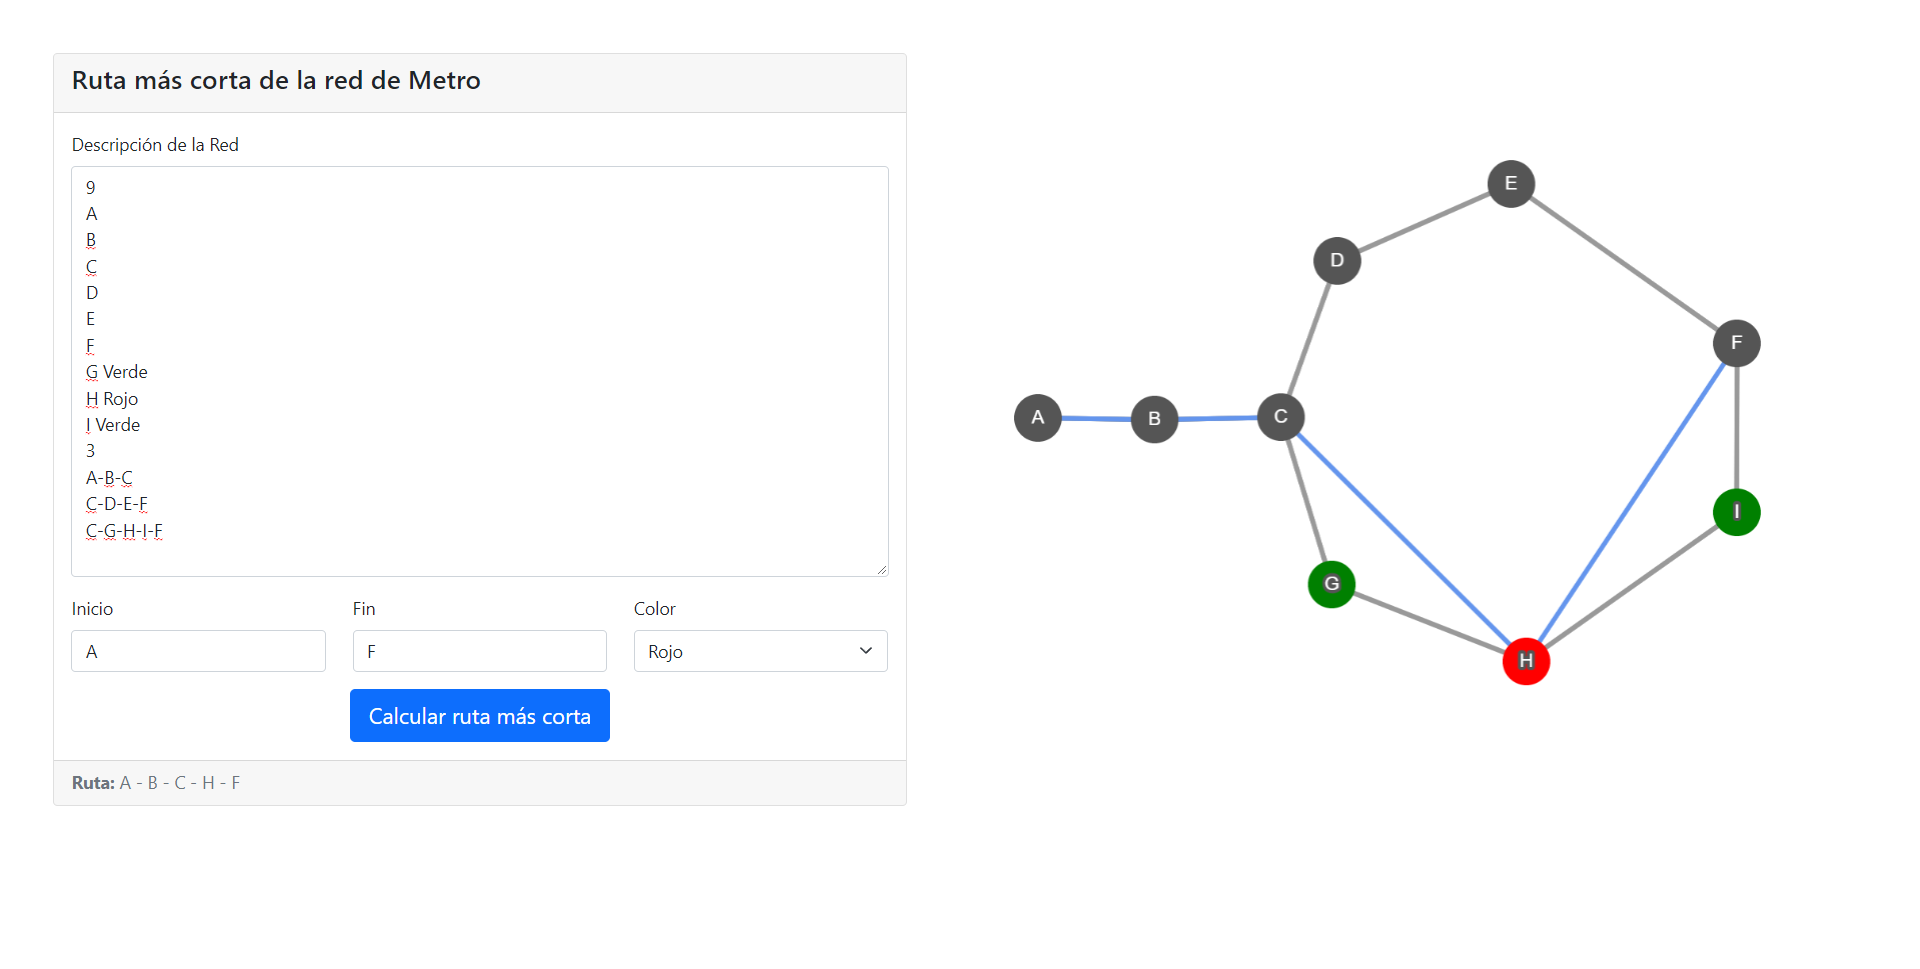 Ruta más corta de la red de Metro
Descripción de la Red
9
A
B
C
D
E
F
G Verde
H Rojo
I Verde
3
A-B-C
C-D-E-F
C-G-H-I-F
Inicio
Fin
Color
A
F
Rojo
Calcular ruta más corta
Ruta: A - B - C - H - F
E
D
F
A
B
C
I
G
H